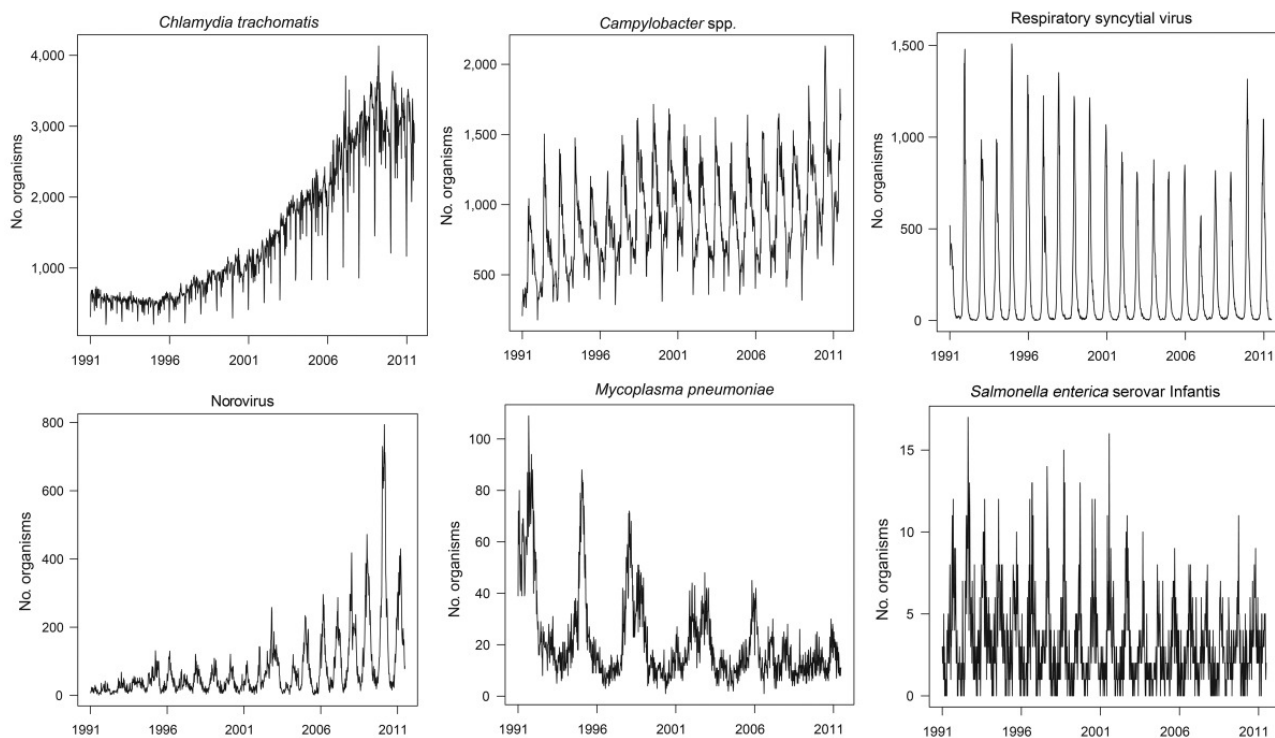 Chlamydia trachomatis
No. organisms
4,000
3,000
2,000
1,000
1991 1996 2001 2006 2011
Campylobacter spp.
No. organisms
2,000
1,500
1,000
500
1991 1996 2001 2006 2011
Respiratory syncytial virus
No. organisms
1,500
1,000
500
0
1991 1996 2001 2006 2011
Norovirus
No. organisms
800
600
400
200
0
1991 1996 2001 2006 2011
Mycoplasma pneumoniae
No. organisms
100
80
60
40
20
0
1991 1996 2001 2006 2011
Salmonella enterica serovar Infantis
No. organisms
15
10
5
0
1991 1996 2001 2006 2011